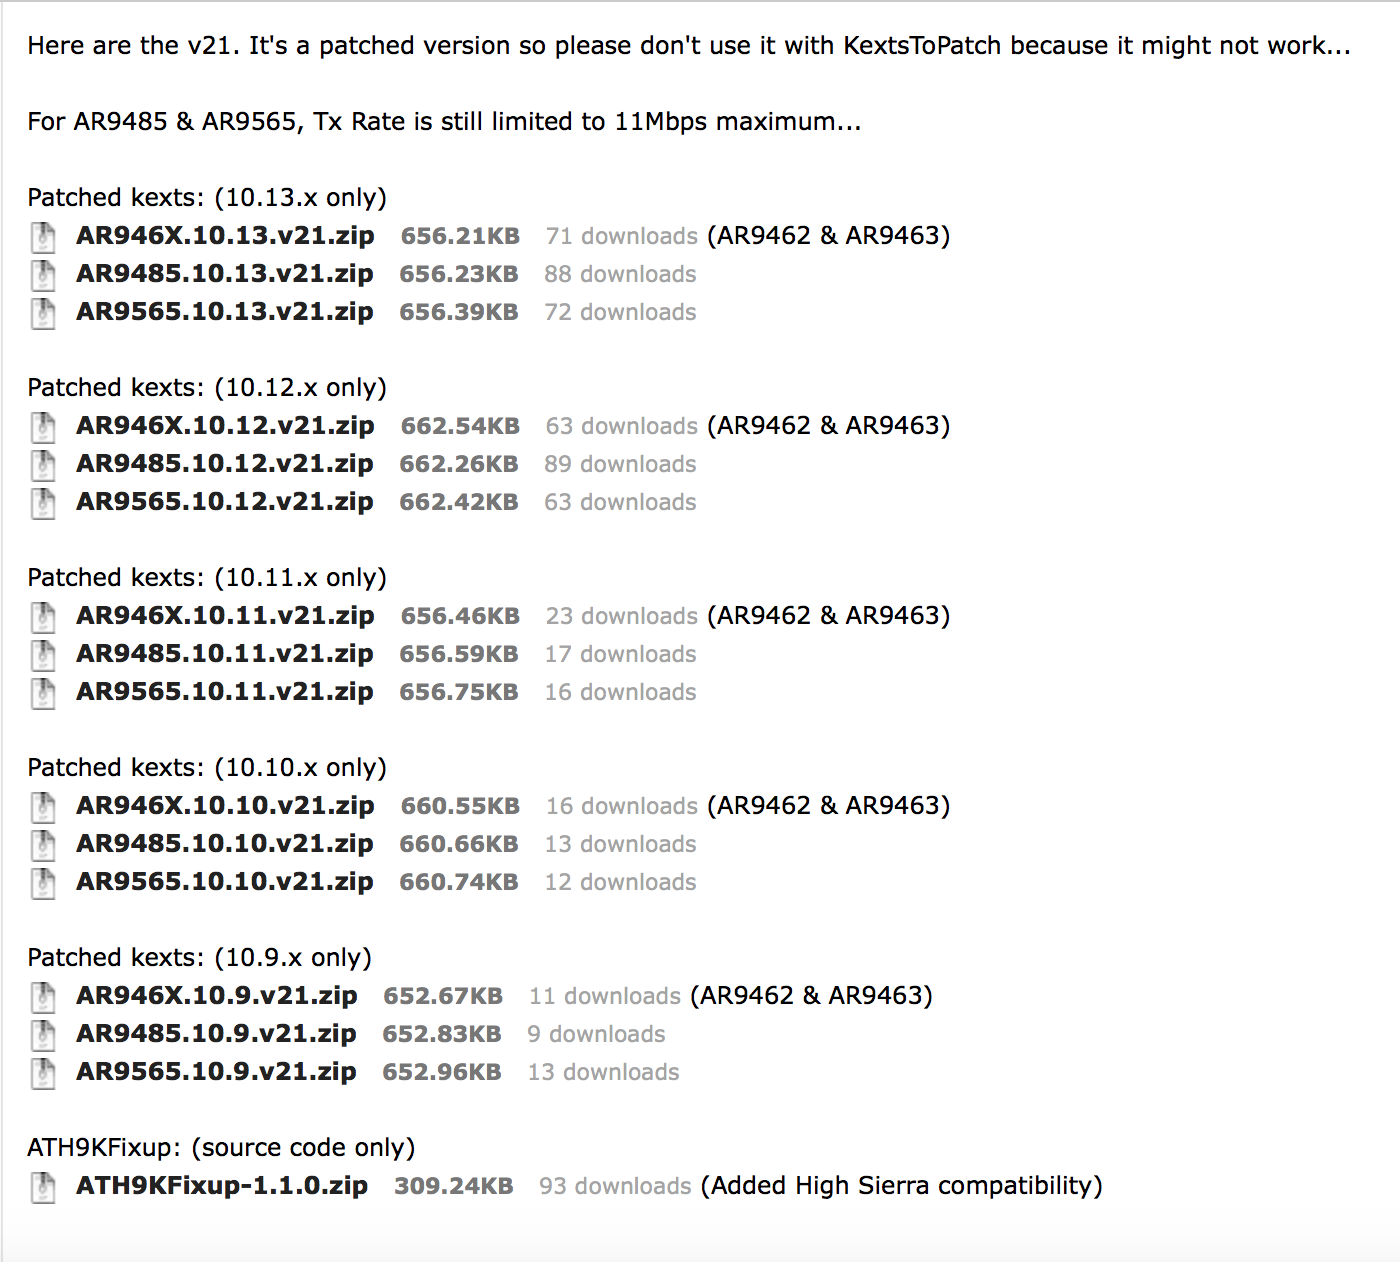 Here are the v21. It's a patched version so please don't use it with KextsToPatch because it might not work...
For AR9485 & AR9565, Tx Rate is still limited to 11Mbps maximum...
Patched kexts: (10.13.x only)
AR946X.10.13.v21.zip 656.21KB 71 downloads (AR9462 & AR9463)
AR9485.10.13.v21.zip 656.23KB 88 downloads
AR9565.10.13.v21.zip 656.39KB 72 downloads
Patched kexts: (10.12.x only)
AR946X.10.12.v21.zip 662.54KB 63 downloads (AR9462 & AR9463)
AR9485.10.12.v21.zip 662.26KB 89 downloads
AR9565.10.12.v21.zip 662.42KB 63 downloads
Patched kexts: (10.11.x only)
AR946X.10.11.v21.zip 656.46KB 23 downloads (AR9462 & AR9463)
AR9485.10.11.v21.zip 656.59KB 17 downloads
AR9565.10.11.v21.zip 656.75KB 16 downloads
Patched kexts: (10.10.x only)
AR946X.10.10.v21.zip 660.55KB 16 downloads (AR9462 & AR9463)
AR9485.10.10.v21.zip 660.66KB 13 downloads
AR9565.10.10.v21.zip 660.74KB 12 downloads
Patched kexts: (10.9.x only)
AR946X.10.9.v21.zip 652.67KB 11 downloads (AR9462 & AR9463)
AR9485.10.9.v21.zip 652.83KB 9 downloads
AR9565.10.9.v21.zip 652.96KB 13 downloads
ATH9KFixup: (source code only)
ATH9KFixup-1.1.0.zip 309.24KB 93 downloads (Added High Sierra compatibility)